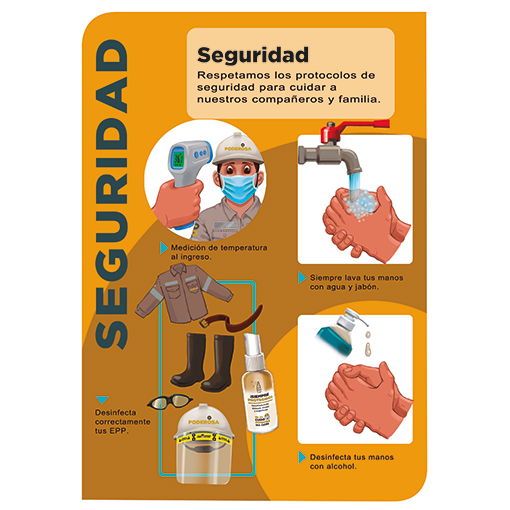 SEGURIDAD
Seguridad
Respetamos los protocolos de
seguridad para cuidar a
nuestros compañeros y familia.
PODEROSA
Medición de temperatura
al ingreso.
Siempre lava tus manos
con agua y jabón.
Desinfecta
correctamente
tus EPP.
PODEROSA
Desinfecta tus manos
con alcohol.